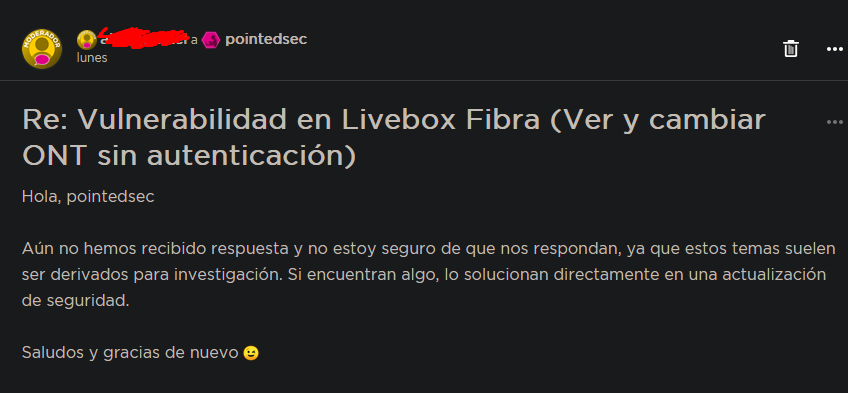 MODERADOR
a pointedsec
lunes
Re: Vulnerabilidad en Livebox Fibra (Ver y cambiar
ONT sin autenticación)
Hola, pointedsec
Aún no hemos recibido respuesta y no estoy seguro de que nos respondan, ya que estos temas suelen
ser derivados para investigación. Si encuentran algo, lo solucionan directamente en una actualización
de seguridad.
Saludos y gracias de nuevo 😉